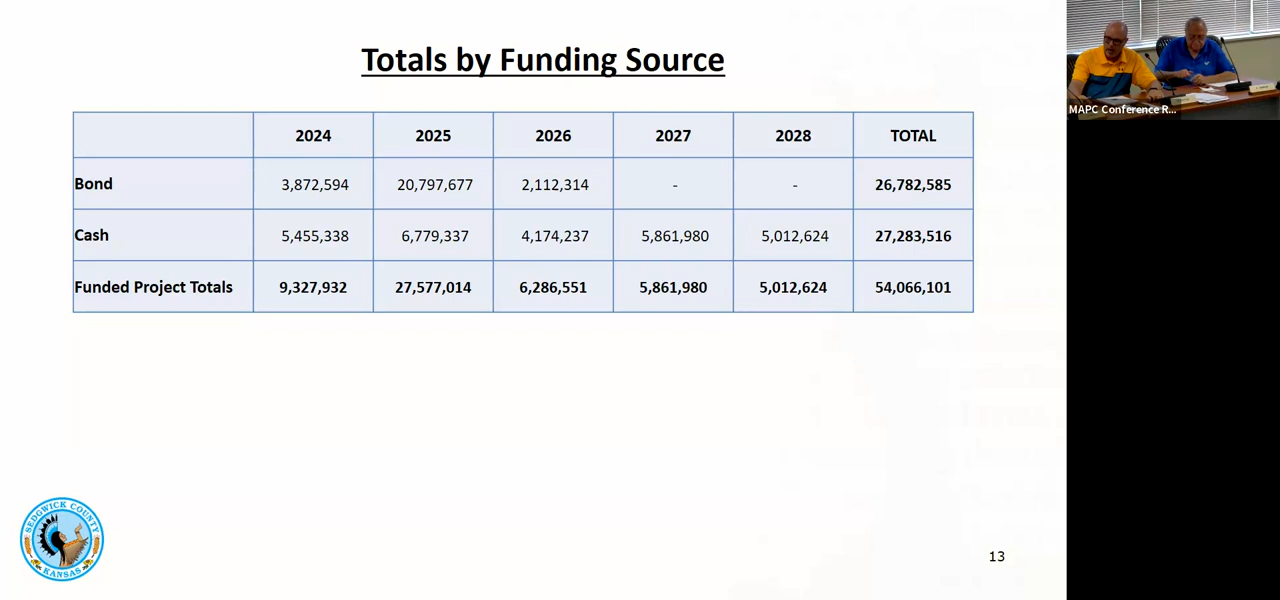 Totals by Funding Source
2024 2025 2026 2027 2028 TOTAL
Bond 3,872,594 20,797,677 2,112,314 - - 26,782,585
Cash 5,455,338 6,779,337 4,174,237 5,861,980 5,012,624 27,283,516
Funded Project Totals 9,327,932 27,577,014 6,286,551 5,861,980 5,012,624 54,066,101
MAPC Conference R...
SEDGWICK COUNTY
KANSAS
13